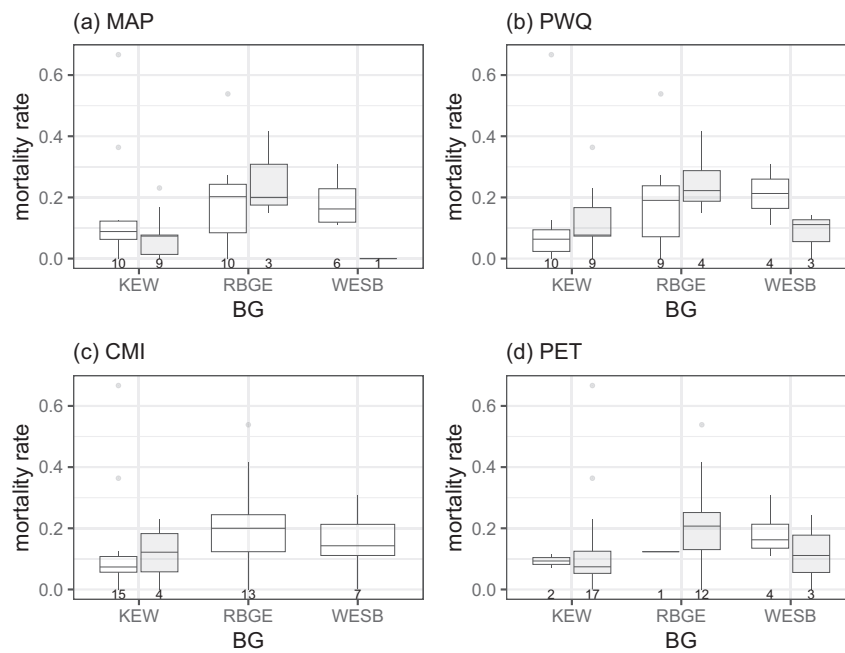 (a) MAP
mortality rate
0.6
0.4
0.2
0.0
10 9 10 3 6 1
KEW RBGE WESB
BG
(b) PWQ
mortality rate
0.6
0.4
0.2
0.0
10 9 9 4 4 3
KEW RBGE WESB
BG
(c) CMI
mortality rate
0.6
0.4
0.2
0.0
15 4 13 7
KEW RBGE WESB
BG
(d) PET
mortality rate
0.6
0.4
0.2
0.0
2 17 1 12 4 3
KEW RBGE WESB
BG